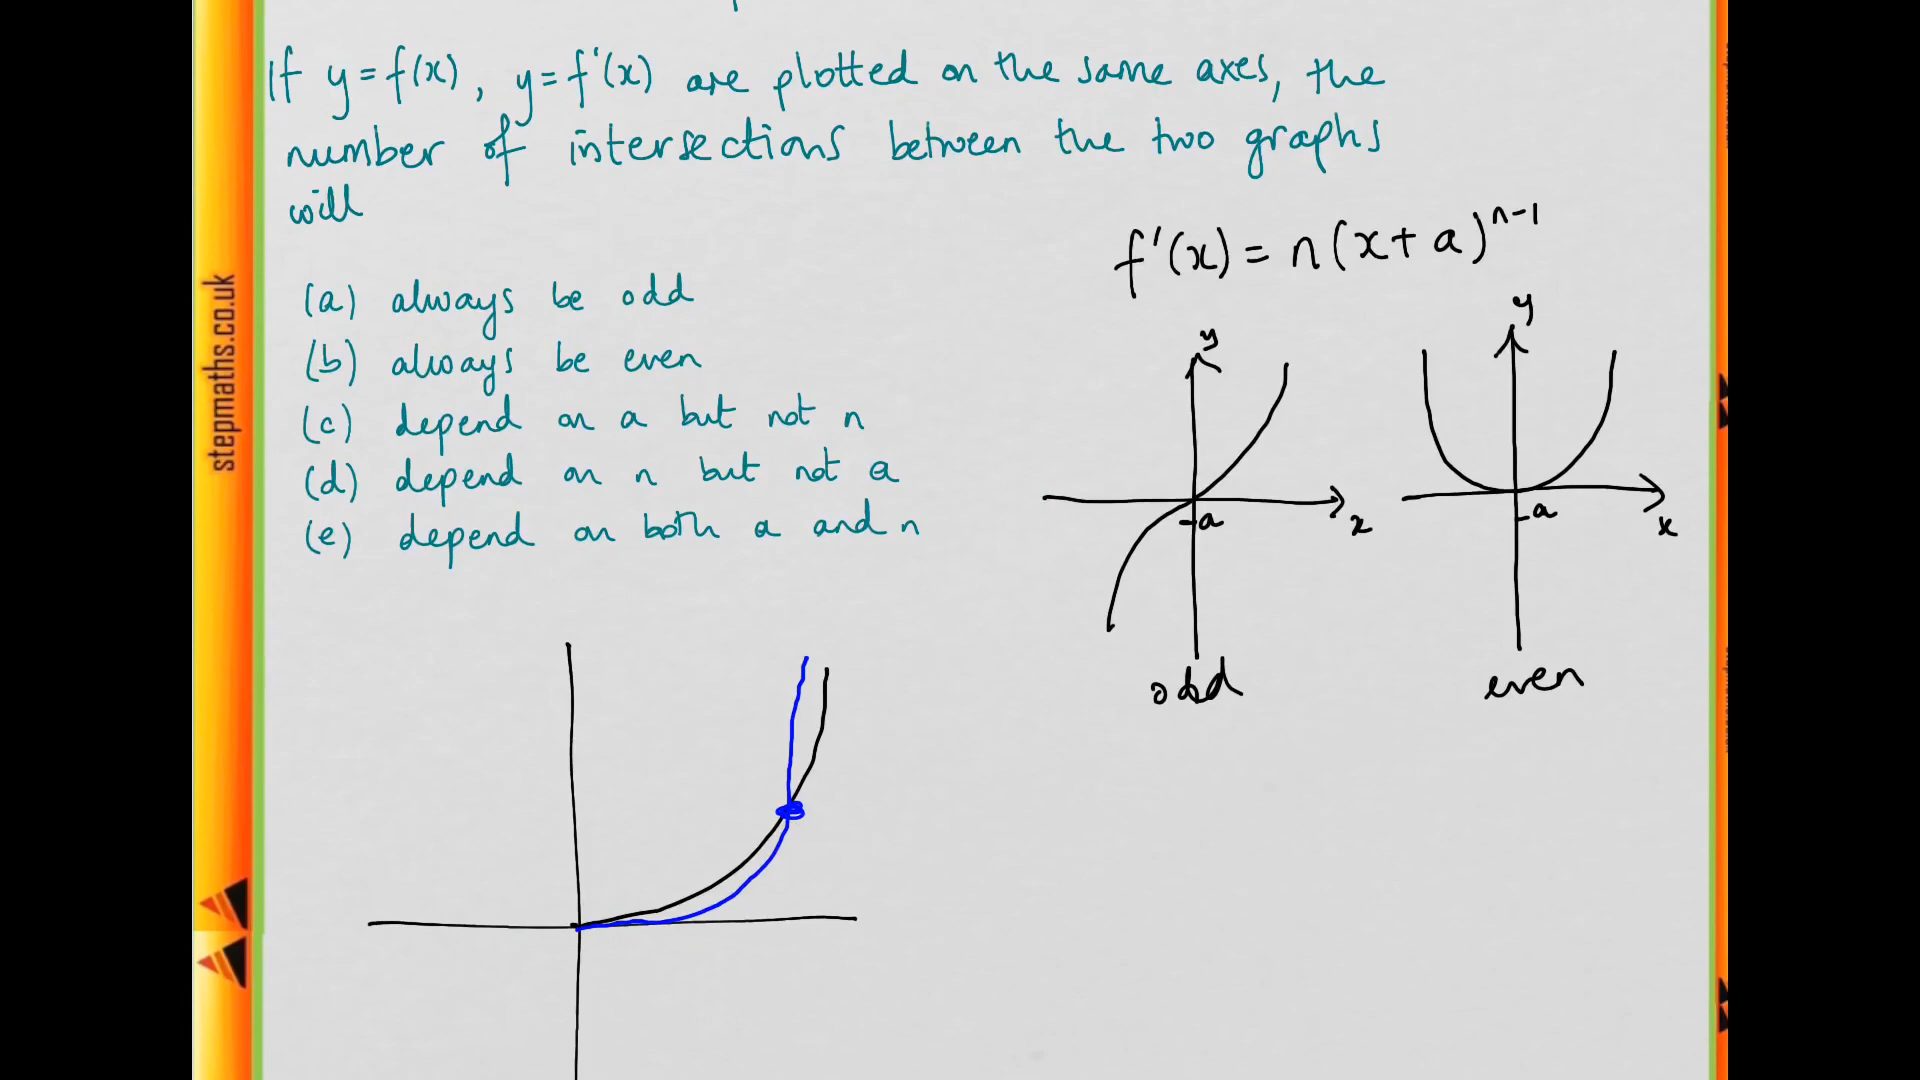 If y=f(x), y=f'(x) are plotted on the same axes, the
number of intersections between the two graphs
will
f'(x) = n(x+a)^{n-1}
(a) always be odd
(b) always be even
(c) depend on a but not n
(d) depend on n but not a
(e) depend on both a and n
y
y
-a
x
-a
x
odd
even
stepmaths.co.uk